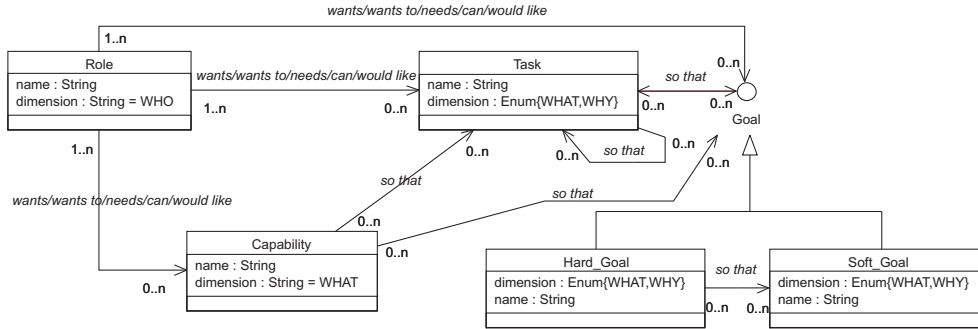 wants/wants to/needs/can/would like
1..n
0..n
Role
name : String
dimension : String = WHO
wants/wants to/needs/can/would like
1..n
0..n
Task
name : String
dimension : Enum{WHAT,WHY}
so that
0..n
0..n
Goal
1..n
0..n
0..n
0..n
so that
0..n
so that
so that
wants/wants to/needs/can/would like
0..n
0..n
0..n
Capability
name : String
dimension : String = WHAT
Hard_Goal
dimension : Enum{WHAT,WHY}
name : String
so that
0..n
0..n
Soft_Goal
dimension : Enum{WHAT,WHY}
name : String